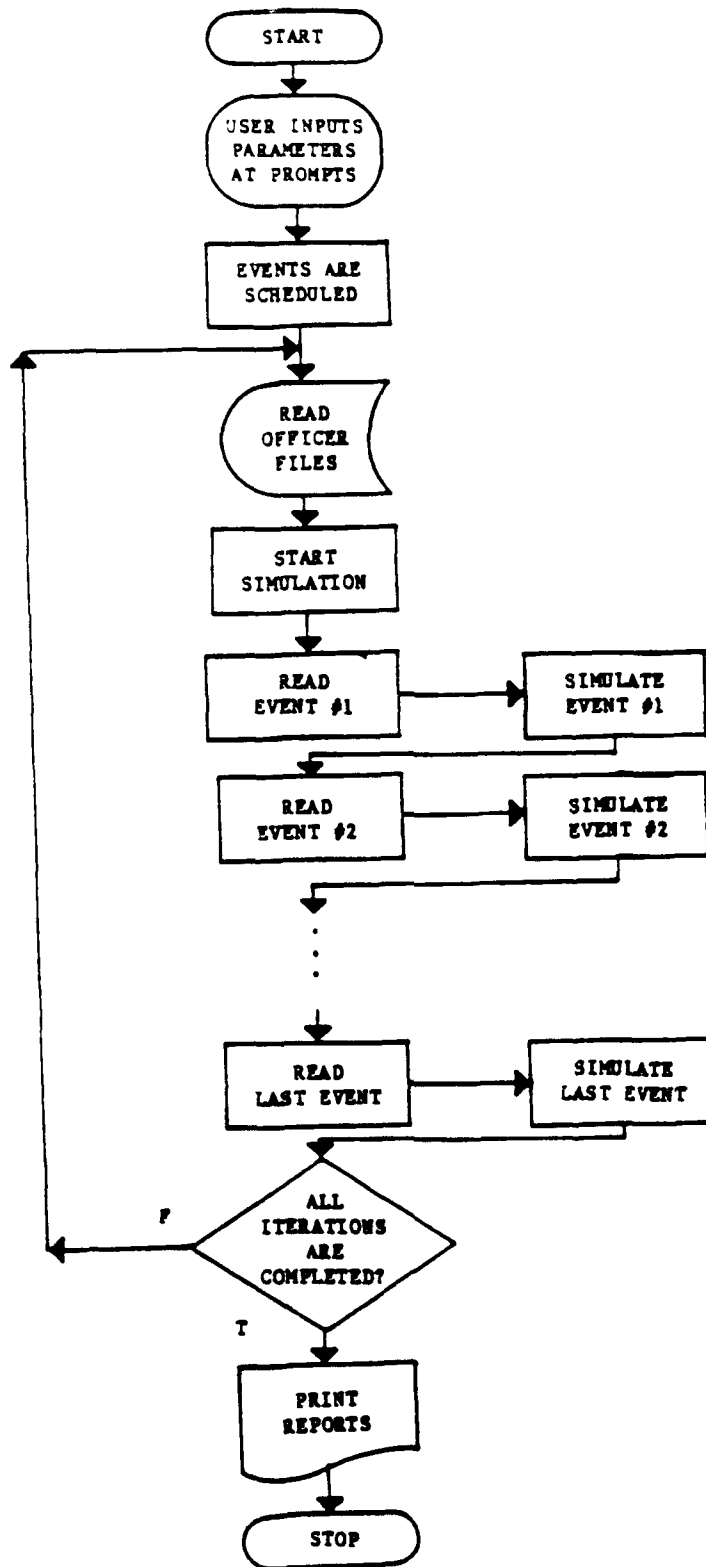 START
USER INPUTS
PARAMETERS
AT PROMPTS
EVENTS ARE
SCHEDULED
READ
OFFICER
FILES
START
SIMULATION
READ
EVENT #1
SIMULATE
EVENT #1
READ
EVENT #2
SIMULATE
EVENT #2
READ
LAST EVENT
SIMULATE
LAST EVENT
ALL
ITERATIONS
ARE
COMPLETED?
F
T
PRINT
REPORTS
STOP